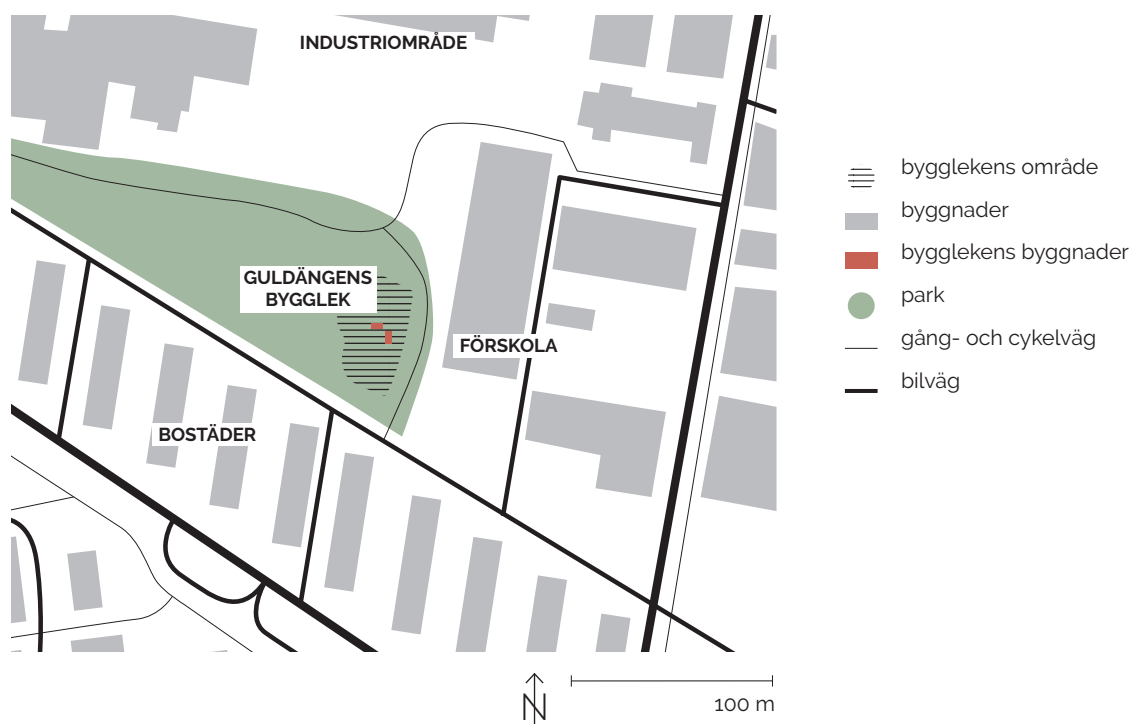 INDUSTRIOMRÅDE
GULDÄNGENS
BYGGLEK
FÖRSKOLA
BOSTÄDER
bygglekens område
byggnader
bygglekens byggnader
park
gång- och cykelväg
bilväg
N
100 m